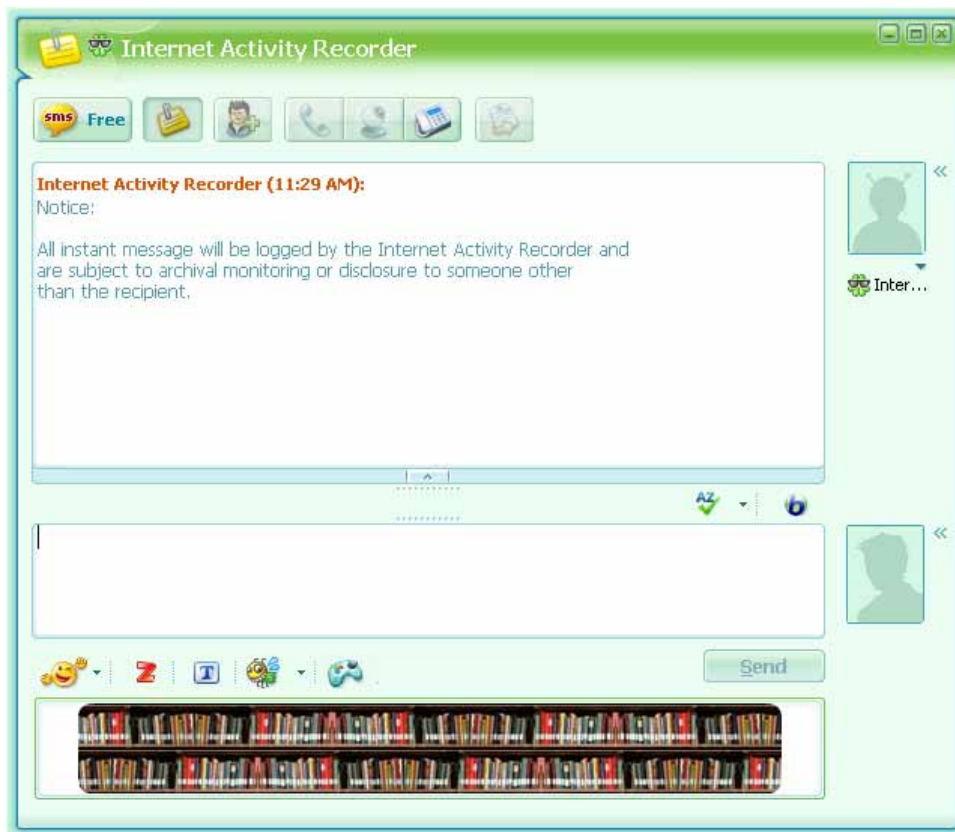 Internet Activity Recorder
sms Free
Internet Activity Recorder (11:29 AM):
Notice:
All instant message will be logged by the Internet Activity Recorder and
are subject to archival monitoring or disclosure to someone other
than the recipient.
Inter...
AZ
b
Z
T
Send